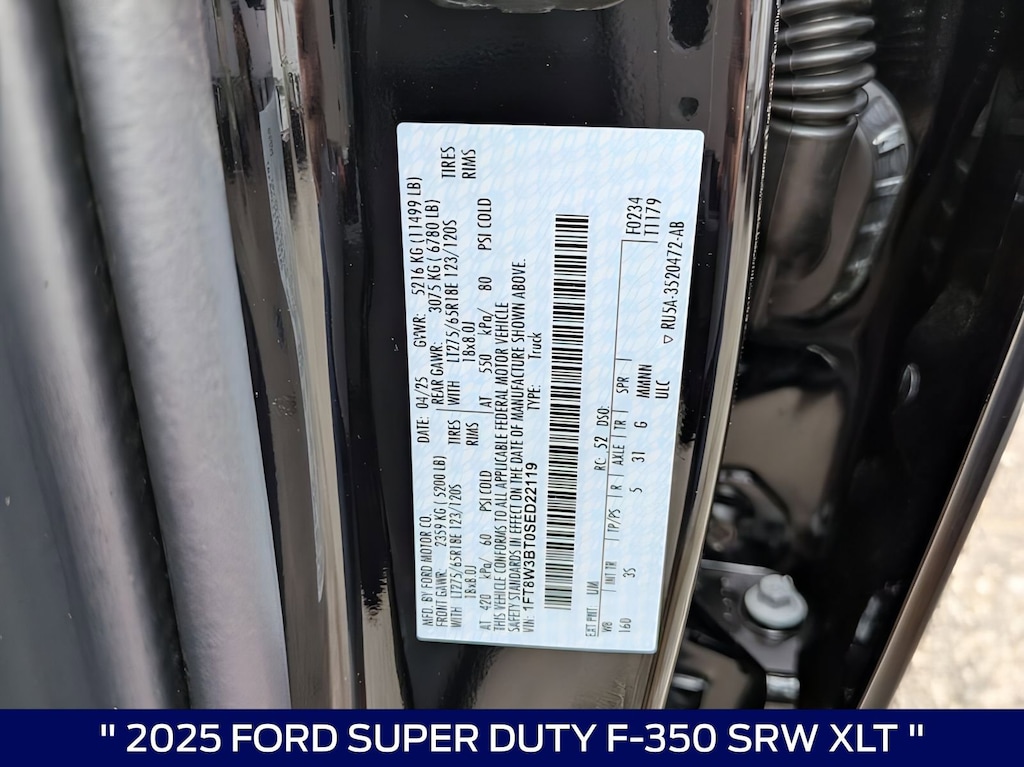 MFD. BY FORD MOTOR CO.
DATE: 04/25 GVWR: 5216 KG (11499 LB)
FRONT GAWR: 2359 KG ( 5200 LB) REAR GAWR: 3075 KG ( 6780 LB)
WITH LT275/65R18E 123/120S TIRES WITH LT275/65R18E 123/120S TIRES
18x8.0J RIMS 18x8.0J RIMS
AT 420 kPa/ 60 PSI COLD AT 550 kPa/ 80 PSI COLD
THIS VEHICLE CONFORMS TO ALL APPLICABLE FEDERAL MOTOR VEHICLE
SAFETY STANDARDS IN EFFECT ON THE DATE OF MANUFACTURE SHOWN ABOVE.
VIN: 1FT8W3BT0SED22119 TYPE: Truck
EXT PNT: UM RC: 52 DSO: F0234
WB INT TR TP/PS R AXLE TR SPR T1179
160 3S 5 31 G MMNN
ULC
▽ RU5A-3520472-AB
" 2025 FORD SUPER DUTY F-350 SRW XLT "